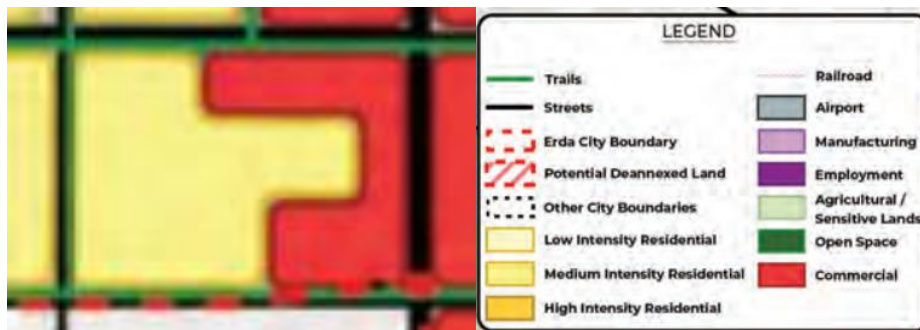 LEGEND
Trails
Streets
Erda City Boundary
Potential Deannexed Land
Other City Boundaries
Low Intensity Residential
Medium Intensity Residential
High Intensity Residential
Railroad
Airport
Manufacturing
Employment
Agricultural /
Sensitive Lands
Open Space
Commercial